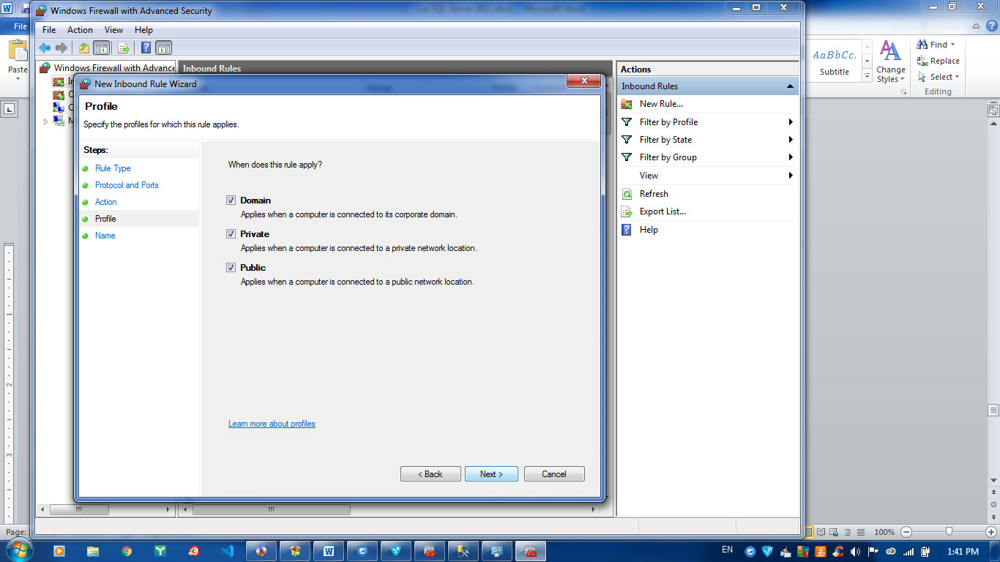 Windows Firewall with Advanced Security
File
File Action View Help
Paste
Windows Firewall with Advance
Inbound Rules
New Inbound Rule Wizard
Profile
Specify the profiles for which this rule applies.
Steps:
Rule Type
Protocol and Ports
Action
Profile
Name
When does this rule apply?
Domain
Applies when a computer is connected to its corporate domain.
Private
Applies when a computer is connected to a private network location.
Public
Applies when a computer is connected to a public network location.
Learn more about profiles
< Back Next > Cancel
Actions
Inbound Rules
New Rule...
Filter by Profile
Filter by State
Filter by Group
View
Refresh
Export List...
Help
AaBbCc.
Subtitle
Change
Styles
Find
Replace
Select
Editing
1
2
3
Page:
100%
EN
1:41 PM